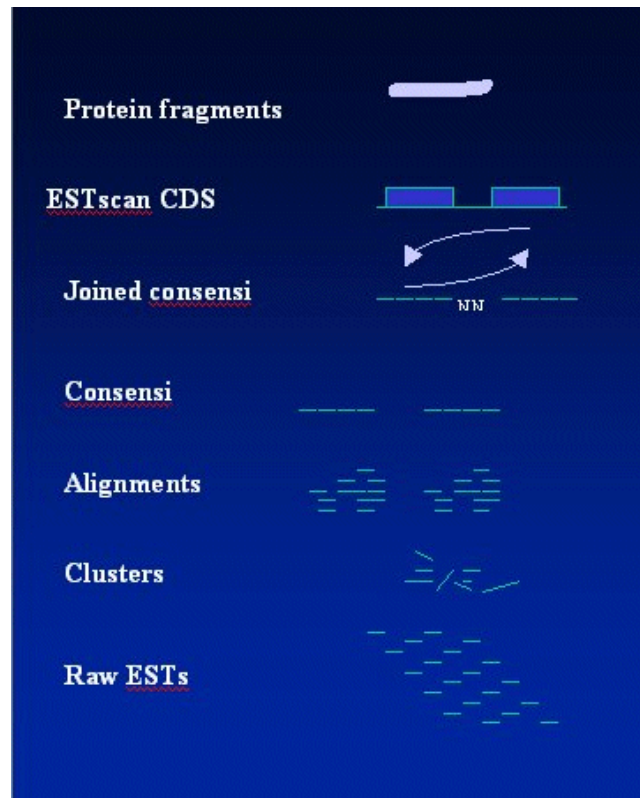 Protein fragments
ESTscan CDS
Joined consensi
NN
Consensi
Alignments
Clusters
Raw ESTs